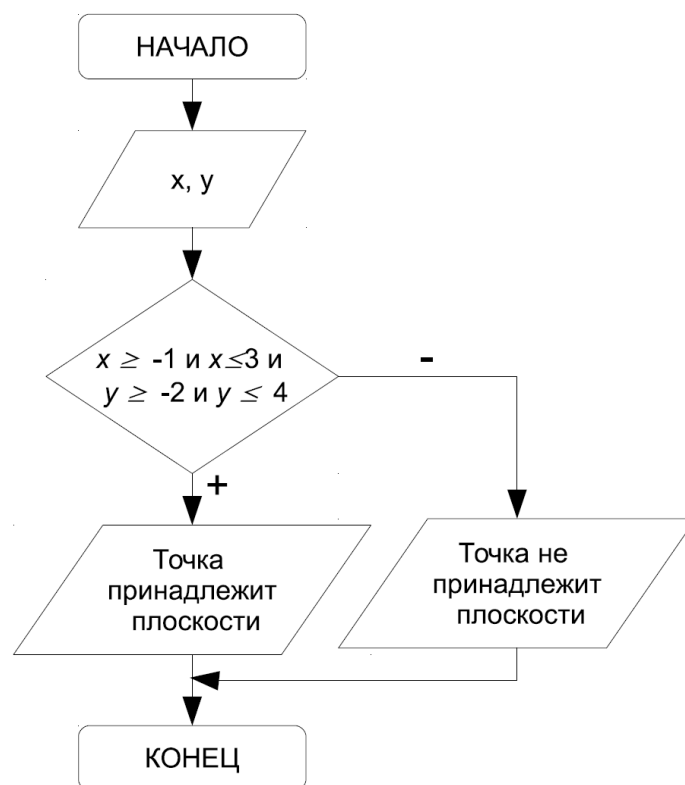 НАЧАЛО
x, y
x ≥ -1 и x≤3 и
y ≥ -2 и y ≤ 4
-
+
Точка
принадлежит
плоскости
Точка не
принадлежит
плоскости
КОНЕЦ